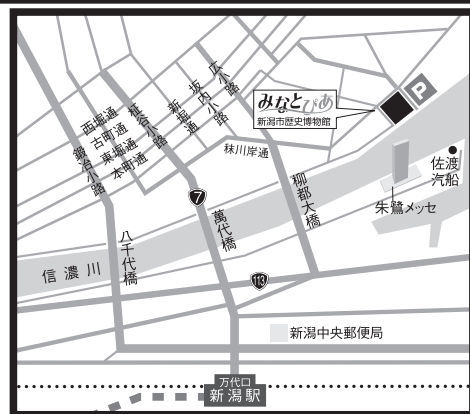 みなとぴあ
新潟市歴史博物館
P
西堀通
古町通
東堀通
本町通
鍛冶小路
柾谷小路
新堀通
坂内小路
広小路
秣川岸通
7
柳都大橋
萬代橋
八千代橋
信濃川
113
朱鷺メッセ
佐渡
汽船
新潟中央郵便局
万代口
新潟駅